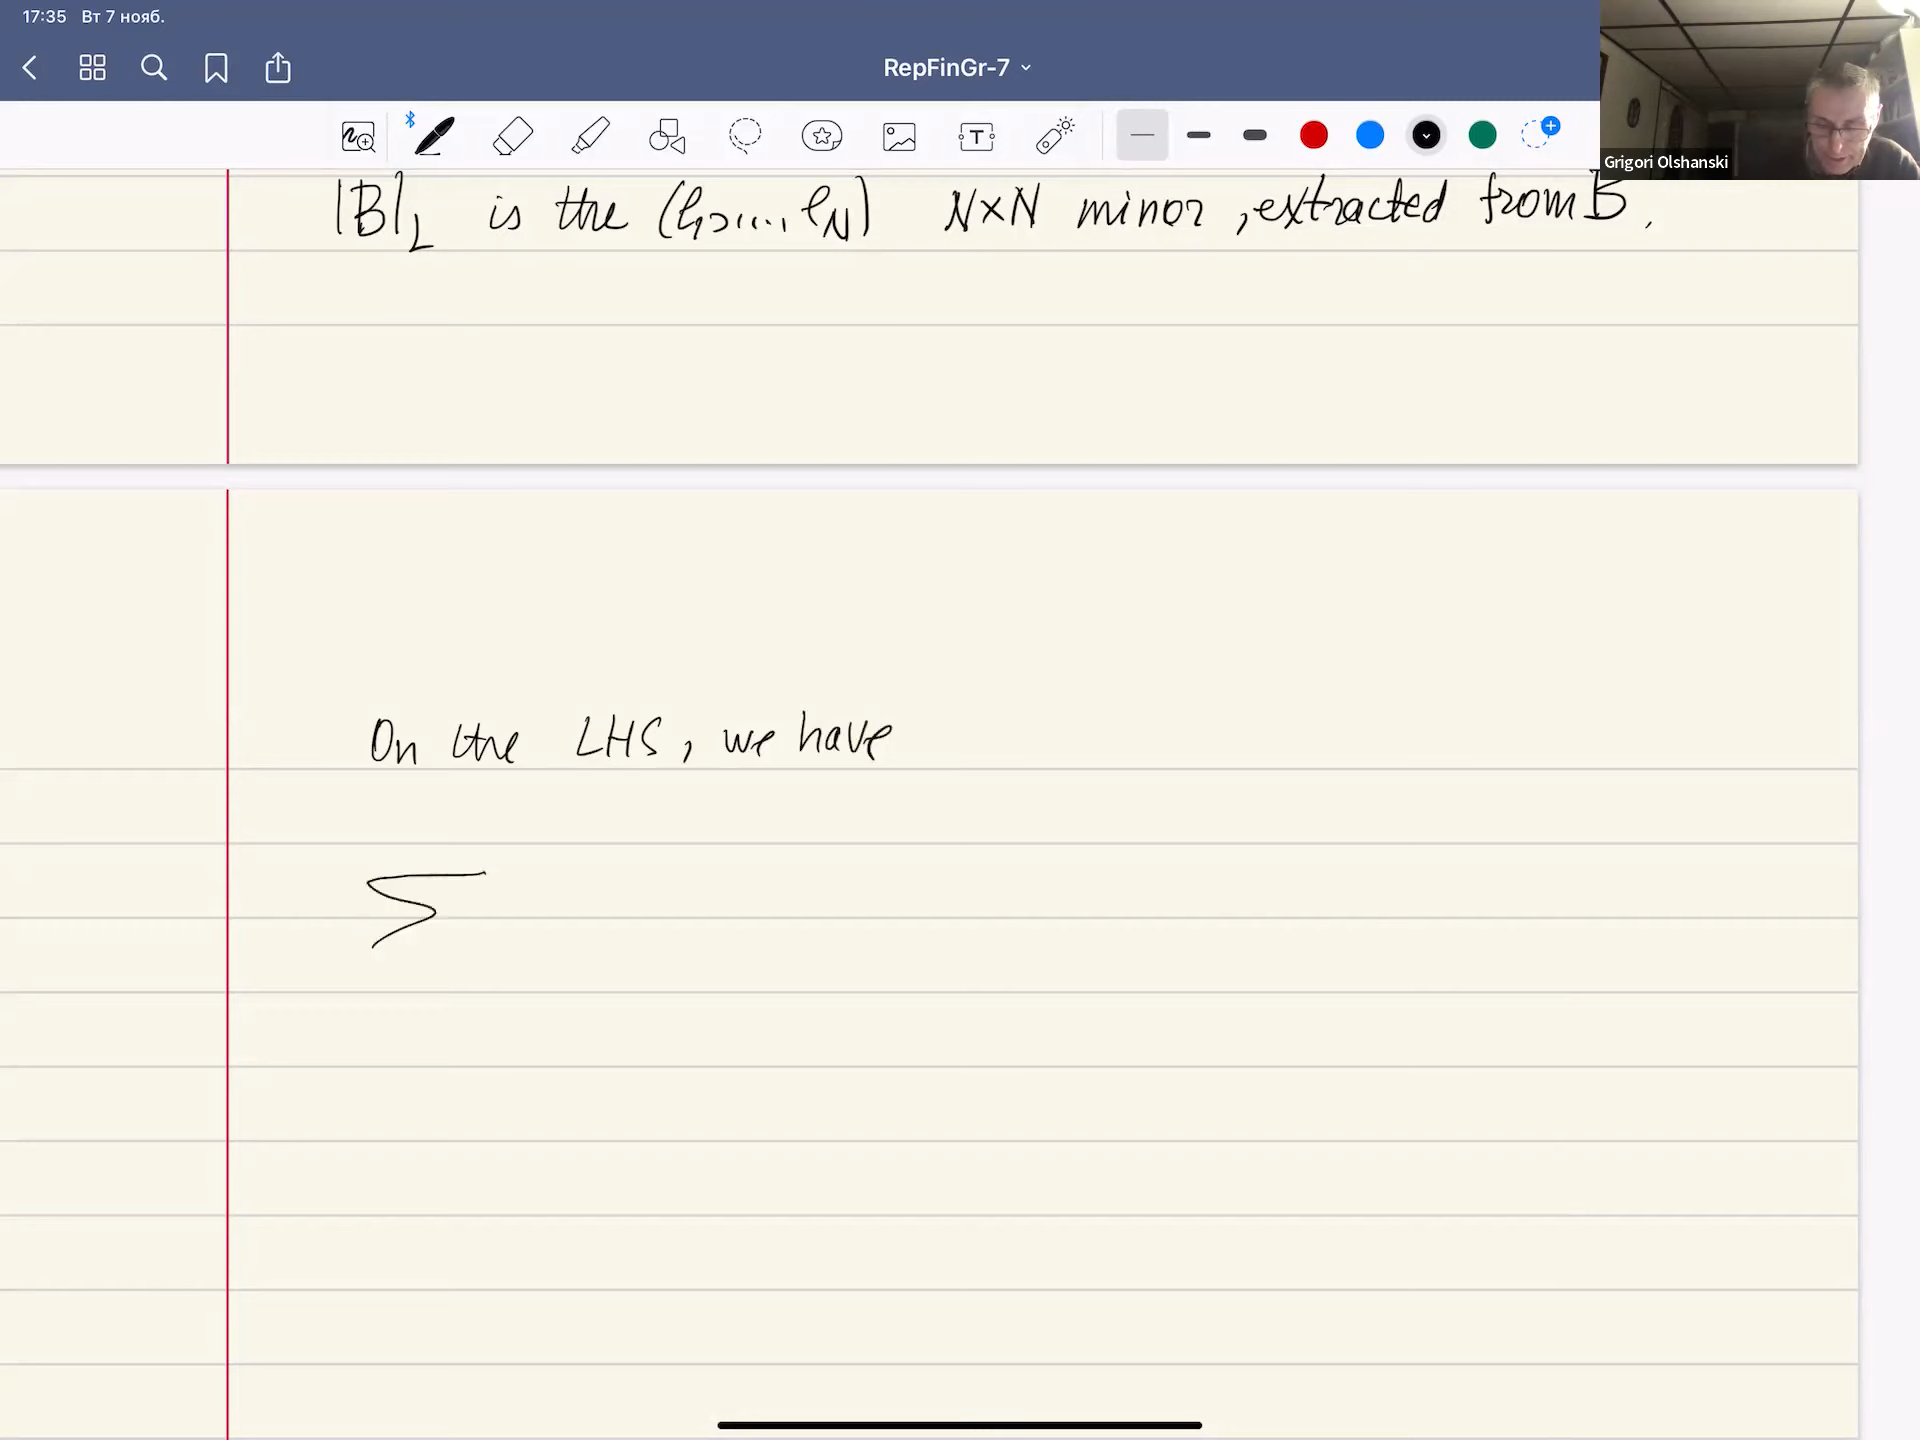 17:35 Вт 7 нояб.
RepFinGr-7
Grigori Olshanski
|B|_L is the (l_1, ..., l_N) N×N minor, extracted from B.
On the LHS, we have
Σ